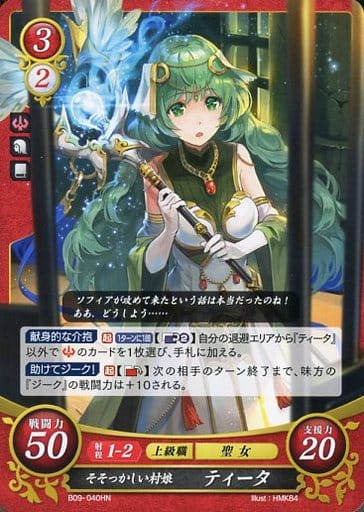 3
2
ソフィアが攻めて来たという話は本当だったのね!
ああ、どうしよう……
献身的な介抱 起 1ターンに1回 2 自分の退避エリアから『ティータ』
以外で のカードを1枚選び、手札に加える。
助けてジーク! 起 次の相手のターン終了まで、味方の
『ジーク』の戦闘力は+10される。
戦闘力
50
射程 1-2 上級職 聖女
支援力
20
そそっかしい村娘 ティータ
B09-040HN
Illust : HMK84